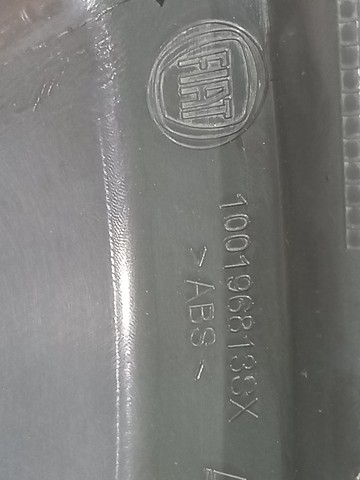 FIAT
100196813SX
> ABS <